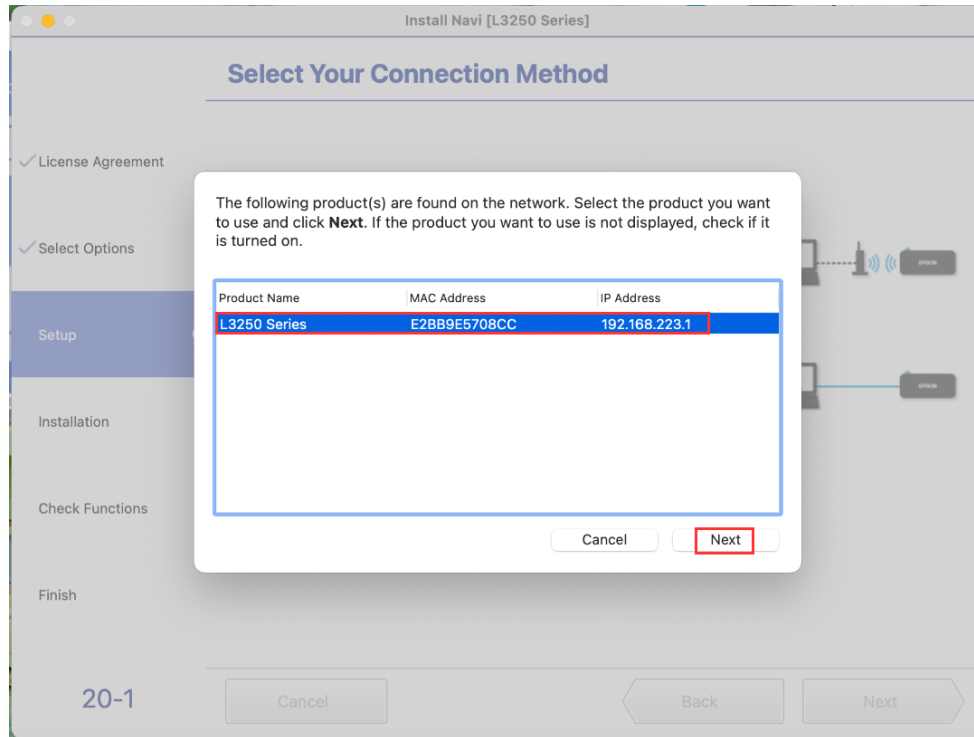 Install Navi [L3250 Series]
Select Your Connection Method
License Agreement
Select Options
Setup
Installation
Check Functions
Finish
20-1
The following product(s) are found on the network. Select the product you want
to use and click Next. If the product you want to use is not displayed, check if it
is turned on.
Product Name MAC Address IP Address
L3250 Series E2BB9E5708CC 192.168.223.1
Cancel Next
EPSON
EPSON
Cancel Back Next